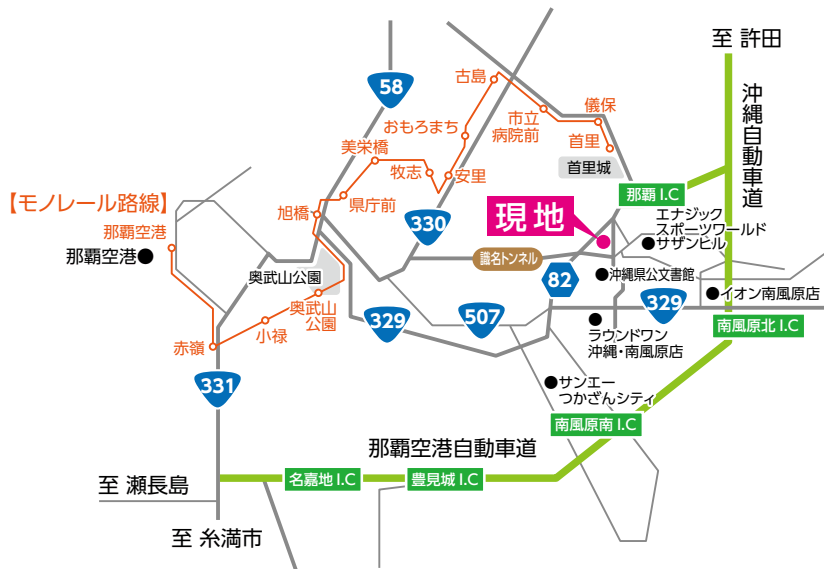 至 許田
沖縄自動車道
58
古島
おもろまち
市立
病院前
儀保
首里
首里城
美栄橋
牧志
安里
県庁前
旭橋
330
那覇 I.C
現地
エナジック
スポーツワールド
サザンヒル
【モノレール路線】
那覇空港
那覇空港
奥武山公園
奥武山
公園
識名トンネル
82
沖縄県公文書館
イオン南風原店
329
507
329
南風原北 I.C
ラウンドワン
沖縄・南風原店
小禄
赤嶺
331
サンエー
つかざんシティ
南風原南 I.C
那覇空港自動車道
名嘉地 I.C
豊見城 I.C
至 瀬長島
至 糸満市